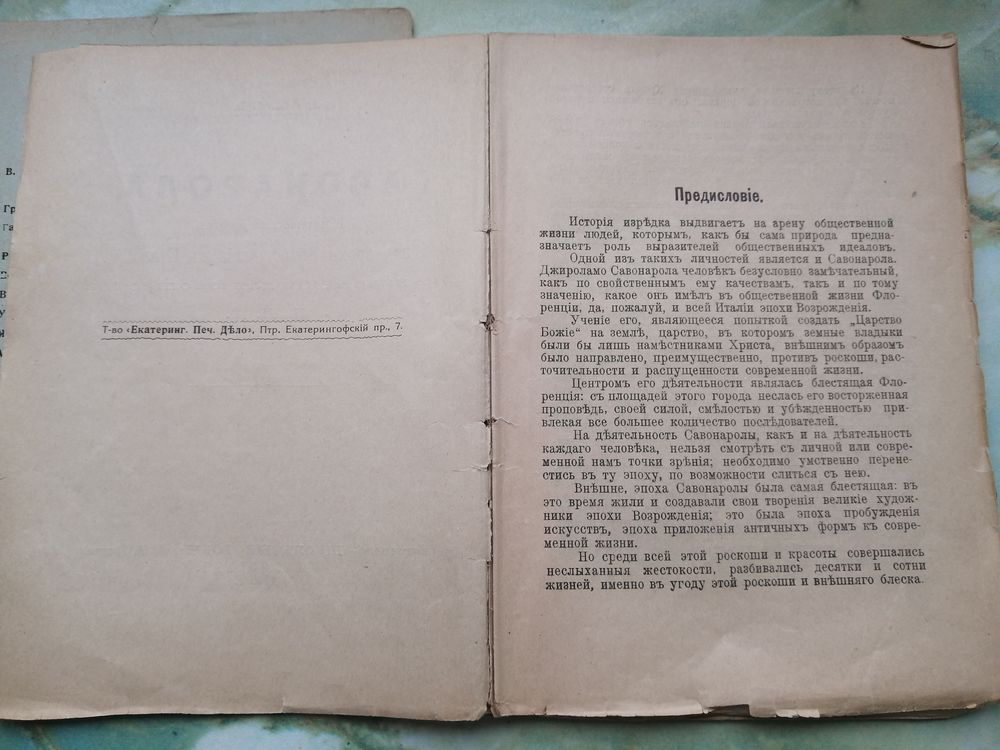 В.
Гр
Га
Т-во «Екатеринг. Печ. Дѣло», Птр. Екатерингофскій пр., 7.
Предисловіе.
Исторія изрѣдка выдвигаетъ на арену общественной
жизни людей, которымъ, какъ бы сама природа предна-
значаетъ роль выразителей общественныхъ идеаловъ.
Одной изъ такихъ личностей является и Савонарола.
Джироламо Савонарола человѣкъ безусловно замѣчательный,
какъ по свойственнымъ ему качествамъ, такъ и по тому
значенію, какое онъ имѣлъ въ общественной жизни Фло-
ренціи, да, пожалуй, и всей Италіи эпохи Возрожденія.
Ученіе его, являющееся попыткой создать „Царство
Божіе“ на землѣ, царство, въ которомъ земные владыки
были бы лишь намѣстниками Христа, внѣшнимъ образомъ
было направлено, преимущественно, противъ роскоши, рас-
точительности и распущенности современной жизни.
Центромъ его дѣятельности являлась блестящая Фло-
ренція: съ площадей этого города неслась его восторженная
проповѣдь, своей силой, смѣлостью и убѣжденностью при-
влекая все большее количество послѣдователей.
На дѣятельность Савонаролы, какъ и на дѣятельность
каждаго человѣка, нельзя смотрѣть съ личной или совре-
менной намъ точки зрѣнія; необходимо умственно перене-
стись въ ту эпоху, по возможности слиться съ нею.
Внѣшне, эпоха Савонаролы была самая блестящая: въ
это время жили и создавали свои творенія великіе худож-
ники эпохи Возрожденія; это была эпоха пробужденія
искусствъ, эпоха приложенія античныхъ формъ къ совре-
менной жизни.
Но среди всей этой роскоши и красоты совершались
неслыханныя жестокости, разбивались десятки и сотни
жизней, именно въ угоду этой роскоши и внѣшняго блеска.